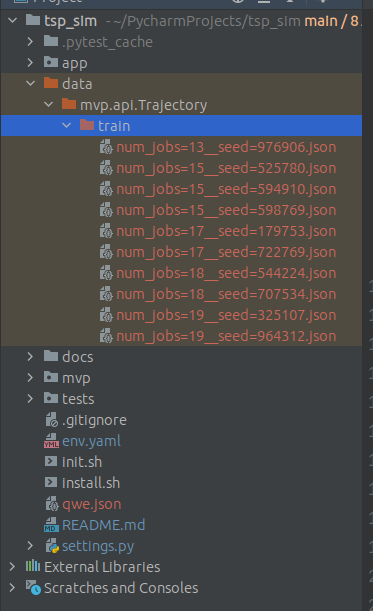 Project
tsp_sim ~/PycharmProjects/tsp_sim main / 8
.pytest_cache
app
data
mvp.api.Trajectory
train
num_jobs=13__seed=976906.json
num_jobs=15__seed=525780.json
num_jobs=15__seed=594910.json
num_jobs=15__seed=598769.json
num_jobs=17__seed=179753.json
num_jobs=17__seed=722769.json
num_jobs=18__seed=544224.json
num_jobs=18__seed=707534.json
num_jobs=19__seed=325107.json
num_jobs=19__seed=964312.json
docs
mvp
tests
.gitignore
env.yaml
init.sh
install.sh
qwe.json
README.md
settings.py
External Libraries
Scratches and Consoles